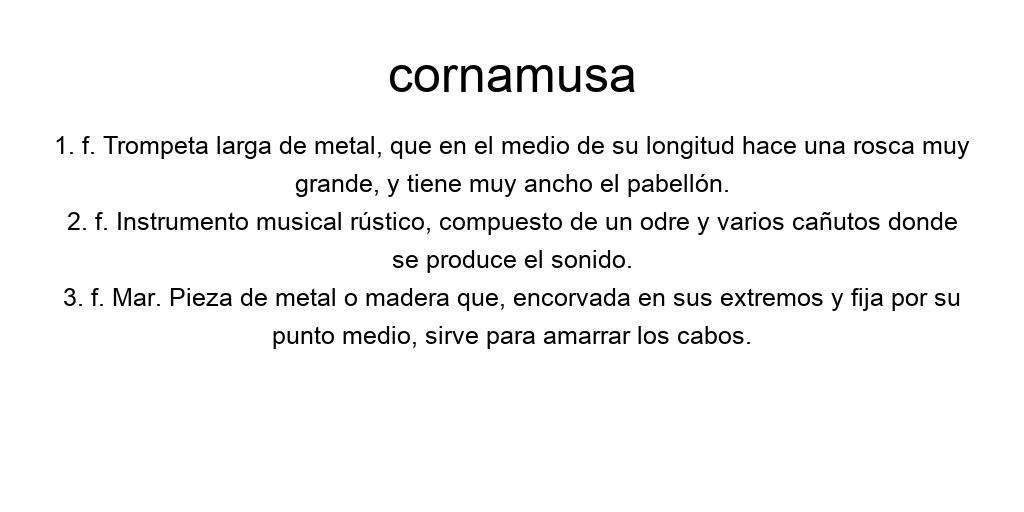 cornamusa
1. f. Trompeta larga de metal, que en el medio de su longitud hace una rosca muy
grande, y tiene muy ancho el pabellón.
2. f. Instrumento musical rústico, compuesto de un odre y varios cañutos donde
se produce el sonido.
3. f. Mar. Pieza de metal o madera que, encorvada en sus extremos y fija por su
punto medio, sirve para amarrar los cabos.